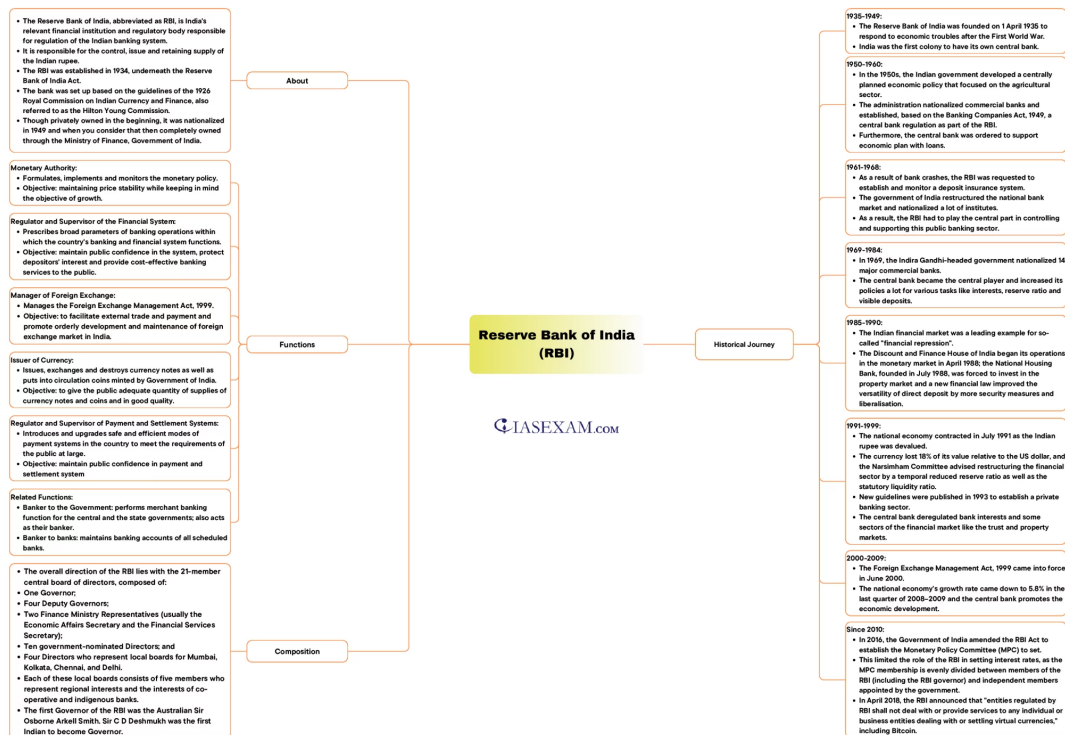 • The Reserve Bank of India, abbreviated as RBI, is India's
relevant financial institution and regulatory body responsible
for regulation of the Indian banking system.
• It is responsible for the control, issue and retaining supply of
the Indian rupee.
• The RBI was established in 1934, underneath the Reserve
Bank of India Act.
• The bank was set up based on the guidelines of the 1926
Royal Commission on Indian Currency and Finance, also
referred to as the Hilton Young Commission.
• Though privately owned in the beginning, it was nationalized
in 1949 and when you consider that then completely owned
through the Ministry of Finance, Government of India.
About
Monetary Authority:
• Formulates, implements and monitors the monetary policy.
• Objective: maintaining price stability while keeping in mind
the objective of growth.
Regulator and Supervisor of the Financial System:
• Prescribes broad parameters of banking operations within
which the country's banking and financial system functions.
• Objective: maintain public confidence in the system, protect
depositors' interest and provide cost-effective banking
services to the public.
Manager of Foreign Exchange:
• Manages the Foreign Exchange Management Act, 1999.
• Objective: to facilitate external trade and payment and
promote orderly development and maintenance of foreign
exchange market in India.
Issuer of Currency:
• Issues, exchanges and destroys currency notes as well as
puts into circulation coins minted by Government of India.
• Objective: to give the public adequate quantity of supplies of
currency notes and coins and in good quality.
Regulator and Supervisor of Payment and Settlement Systems:
• Introduces and upgrades safe and efficient modes of
payment systems in the country to meet the requirements of
the public at large.
• Objective: maintain public confidence in payment and
settlement system
Related Functions:
• Banker to the Government: performs merchant banking
function for the central and the state governments; also acts
as their banker.
• Banker to banks: maintains banking accounts of all scheduled
banks.
Functions
• The overall direction of the RBI lies with the 21-member
central board of directors, composed of:
• One Governor;
• Four Deputy Governors;
• Two Finance Ministry Representatives (usually the
Economic Affairs Secretary and the Financial Services
Secretary);
• Ten government-nominated Directors; and
• Four Directors who represent local boards for Mumbai,
Kolkata, Chennai, and Delhi.
• Each of these local boards consists of five members who
represent regional interests and the interests of co-
operative and indigenous banks.
• The first Governor of the RBI was the Australian Sir
Osborne Arkell Smith. Sir C D Deshmukh was the first
Indian to become Governor.
Composition
Reserve Bank of India
(RBI)
IASEXAM.COM
Historical Journey
1935-1949:
• The Reserve Bank of India was founded on 1 April 1935 to
respond to economic troubles after the First World War.
• India was the first colony to have its own central bank.
1950-1960:
• In the 1950s, the Indian government developed a centrally
planned economic policy that focused on the agricultural
sector.
• The administration nationalized commercial banks and
established, based on the Banking Companies Act, 1949, a
central bank regulation as part of the RBI.
• Furthermore, the central bank was ordered to support
economic plan with loans.
1961-1968:
• As a result of bank crashes, the RBI was requested to
establish and monitor a deposit insurance system.
• The government of India restructured the national bank
market and nationalized a lot of institutes.
• As a result, the RBI had to play the central part in controlling
and supporting this public banking sector.
1969-1984:
• In 1969, the Indira Gandhi-headed government nationalized 14
major commercial banks.
• The central bank became the central player and increased its
policies a lot for various tasks like interests, reserve ratio and
visible deposits.
1985-1990:
• The Indian financial market was a leading example for so-
called "financial repression".
• The Discount and Finance House of India began its operations
in the monetary market in April 1988; the National Housing
Bank, founded in July 1988, was forced to invest in the
property market and a new financial law improved the
versatility of direct deposit by more security measures and
liberalisation.
1991-1999:
• The national economy contracted in July 1991 as the Indian
rupee was devalued.
• The currency lost 18% of its value relative to the US dollar, and
the Narsimham Committee advised restructuring the financial
sector by a temporal reduced reserve ratio as well as the
statutory liquidity ratio.
• New guidelines were published in 1993 to establish a private
banking sector.
• The central bank deregulated bank interests and some
sectors of the financial market like the trust and property
markets.
2000-2009:
• The Foreign Exchange Management Act, 1999 came into force
in June 2000.
• The national economy's growth rate came down to 5.8% in the
last quarter of 2008–2009 and the central bank promotes the
economic development.
Since 2010:
• In 2016, the Government of India amended the RBI Act to
establish the Monetary Policy Committee (MPC) to set.
• This limited the role of the RBI in setting interest rates, as the
MPC membership is evenly divided between members of the
RBI (including the RBI governor) and independent members
appointed by the government.
• In April 2018, the RBI announced that "entities regulated by
RBI shall not deal with or provide services to any individual or
business entities dealing with or settling virtual currencies,"
including Bitcoin.